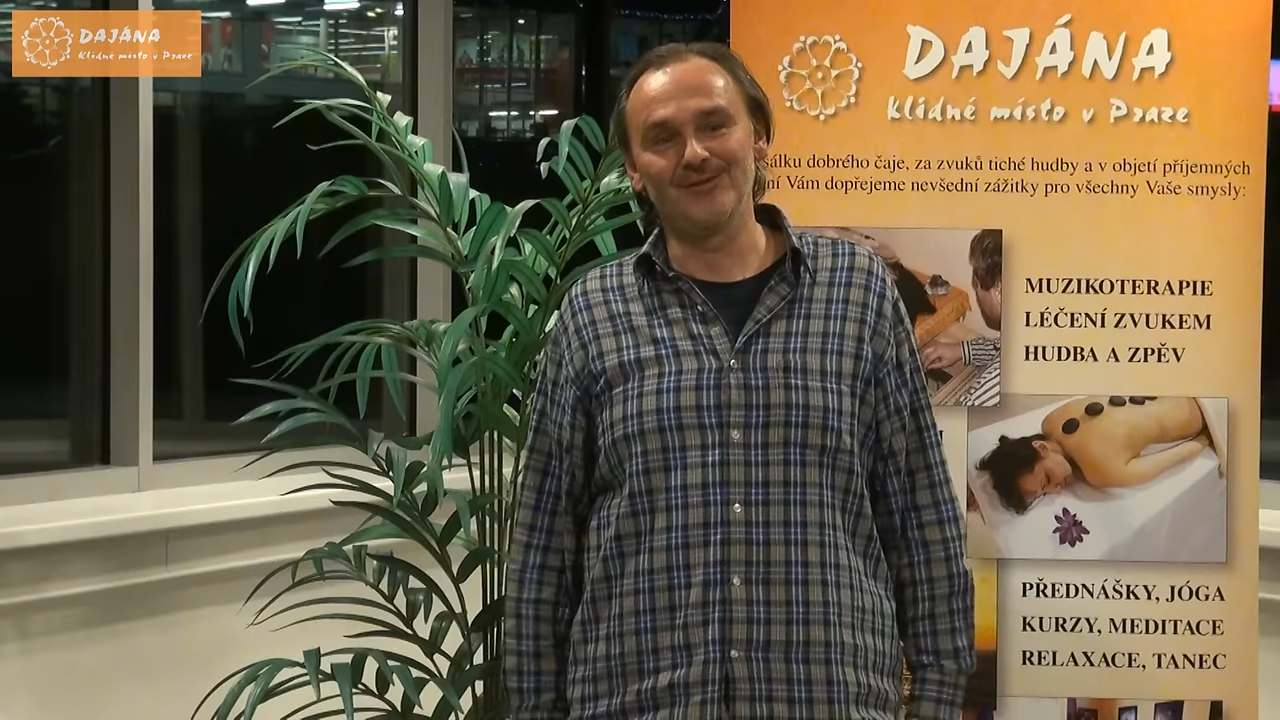 DAJÁNA
Klidné místo v Praze
DAJÁNA
Klidné místo v Praze
šálku dobrého čaje, za zvuků tiché hudby a v objetí příjemných
ní Vám dopřejeme nevšední zážitky pro všechny Vaše smysly:
MUZIKOTERAPIE
LÉČENÍ ZVUKEM
HUDBA A ZPĚV
PŘEDNÁŠKY, JÓGA
KURZY, MEDITACE
RELAXACE, TANEC